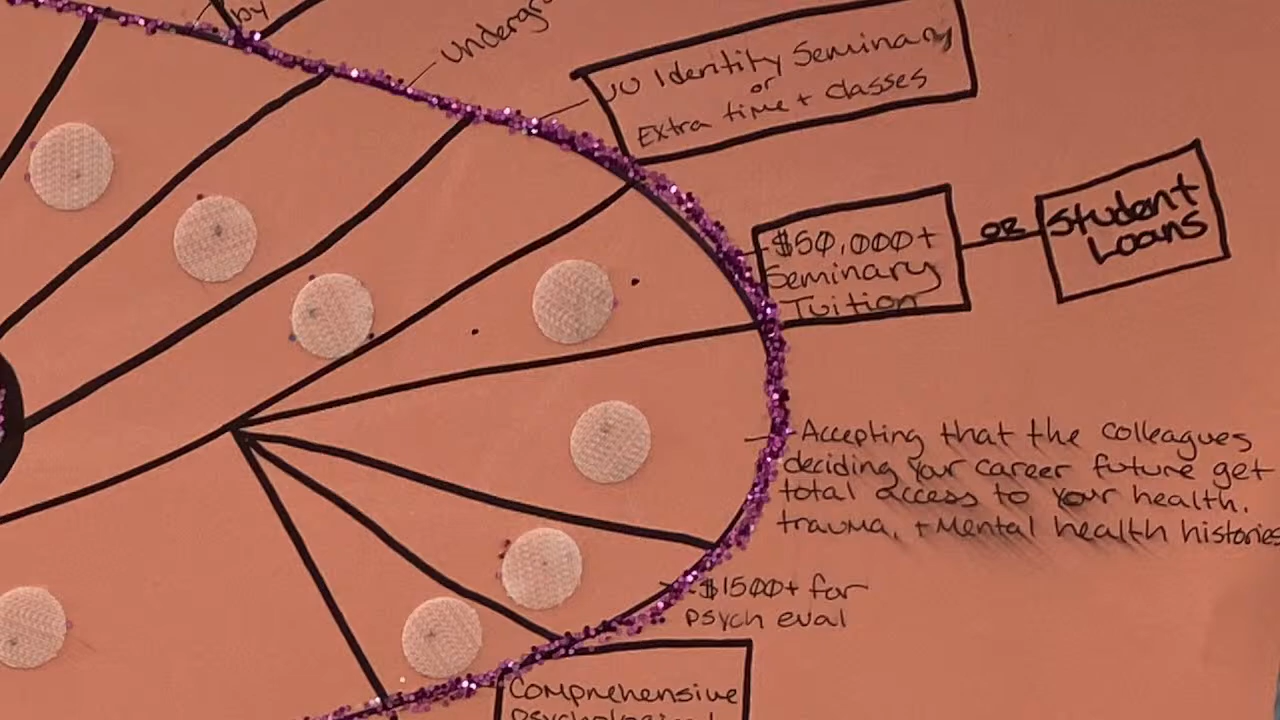 by
Undergr
UU Identity Seminary
or
Extra time + classes
$50,000+
Seminary
Tuition
OR
Student
Loans
Accepting that the colleagues
deciding your career future get
total access to your health.
trauma, + Mental health histories
$1500+ for
psych eval
Comprehensive
psychological